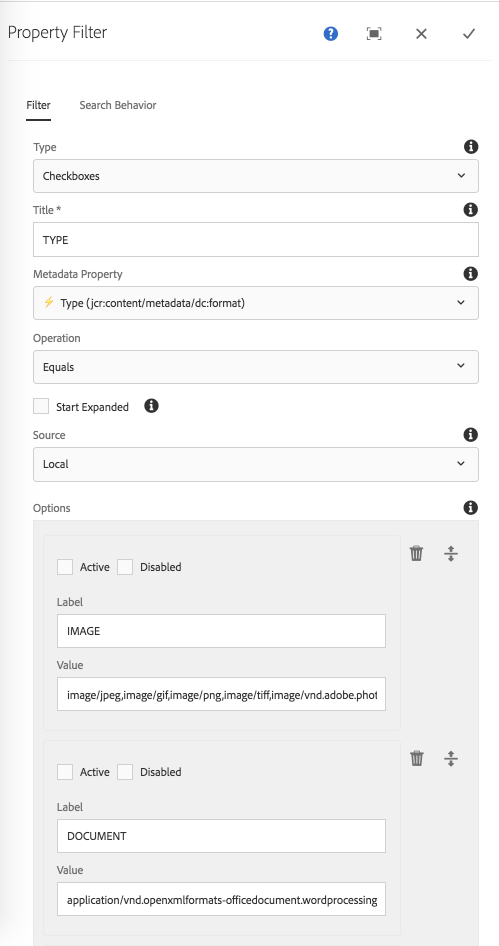 Property Filter
Filter Search Behavior
Type
Checkboxes
Title *
TYPE
Metadata Property
Type (jcr:content/metadata/dc:format)
Operation
Equals
Start Expanded
Source
Local
Options
Active Disabled
Label
IMAGE
Value
image/jpeg,image/gif,image/png,image/tiff,image/vnd.adobe.phot
Active Disabled
Label
DOCUMENT
Value
application/vnd.openxmlformats-officedocument.wordprocessing